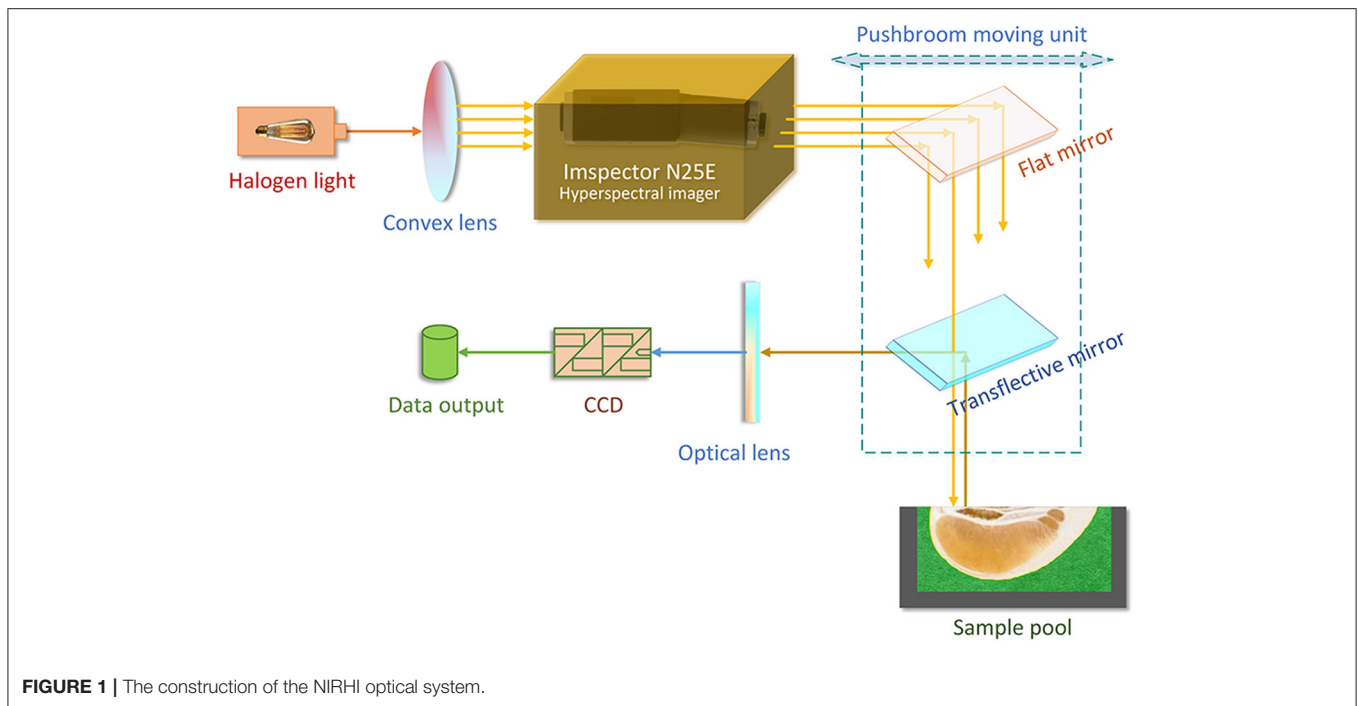 Pushbroom moving unit
Halogen light
Convex lens
Imspector N25E
Hyperspectral imager
Flat mirror
Data output
CCD
Optical lens
Transflective mirror
Sample pool
FIGURE 1 | The construction of the NIRHI optical system.